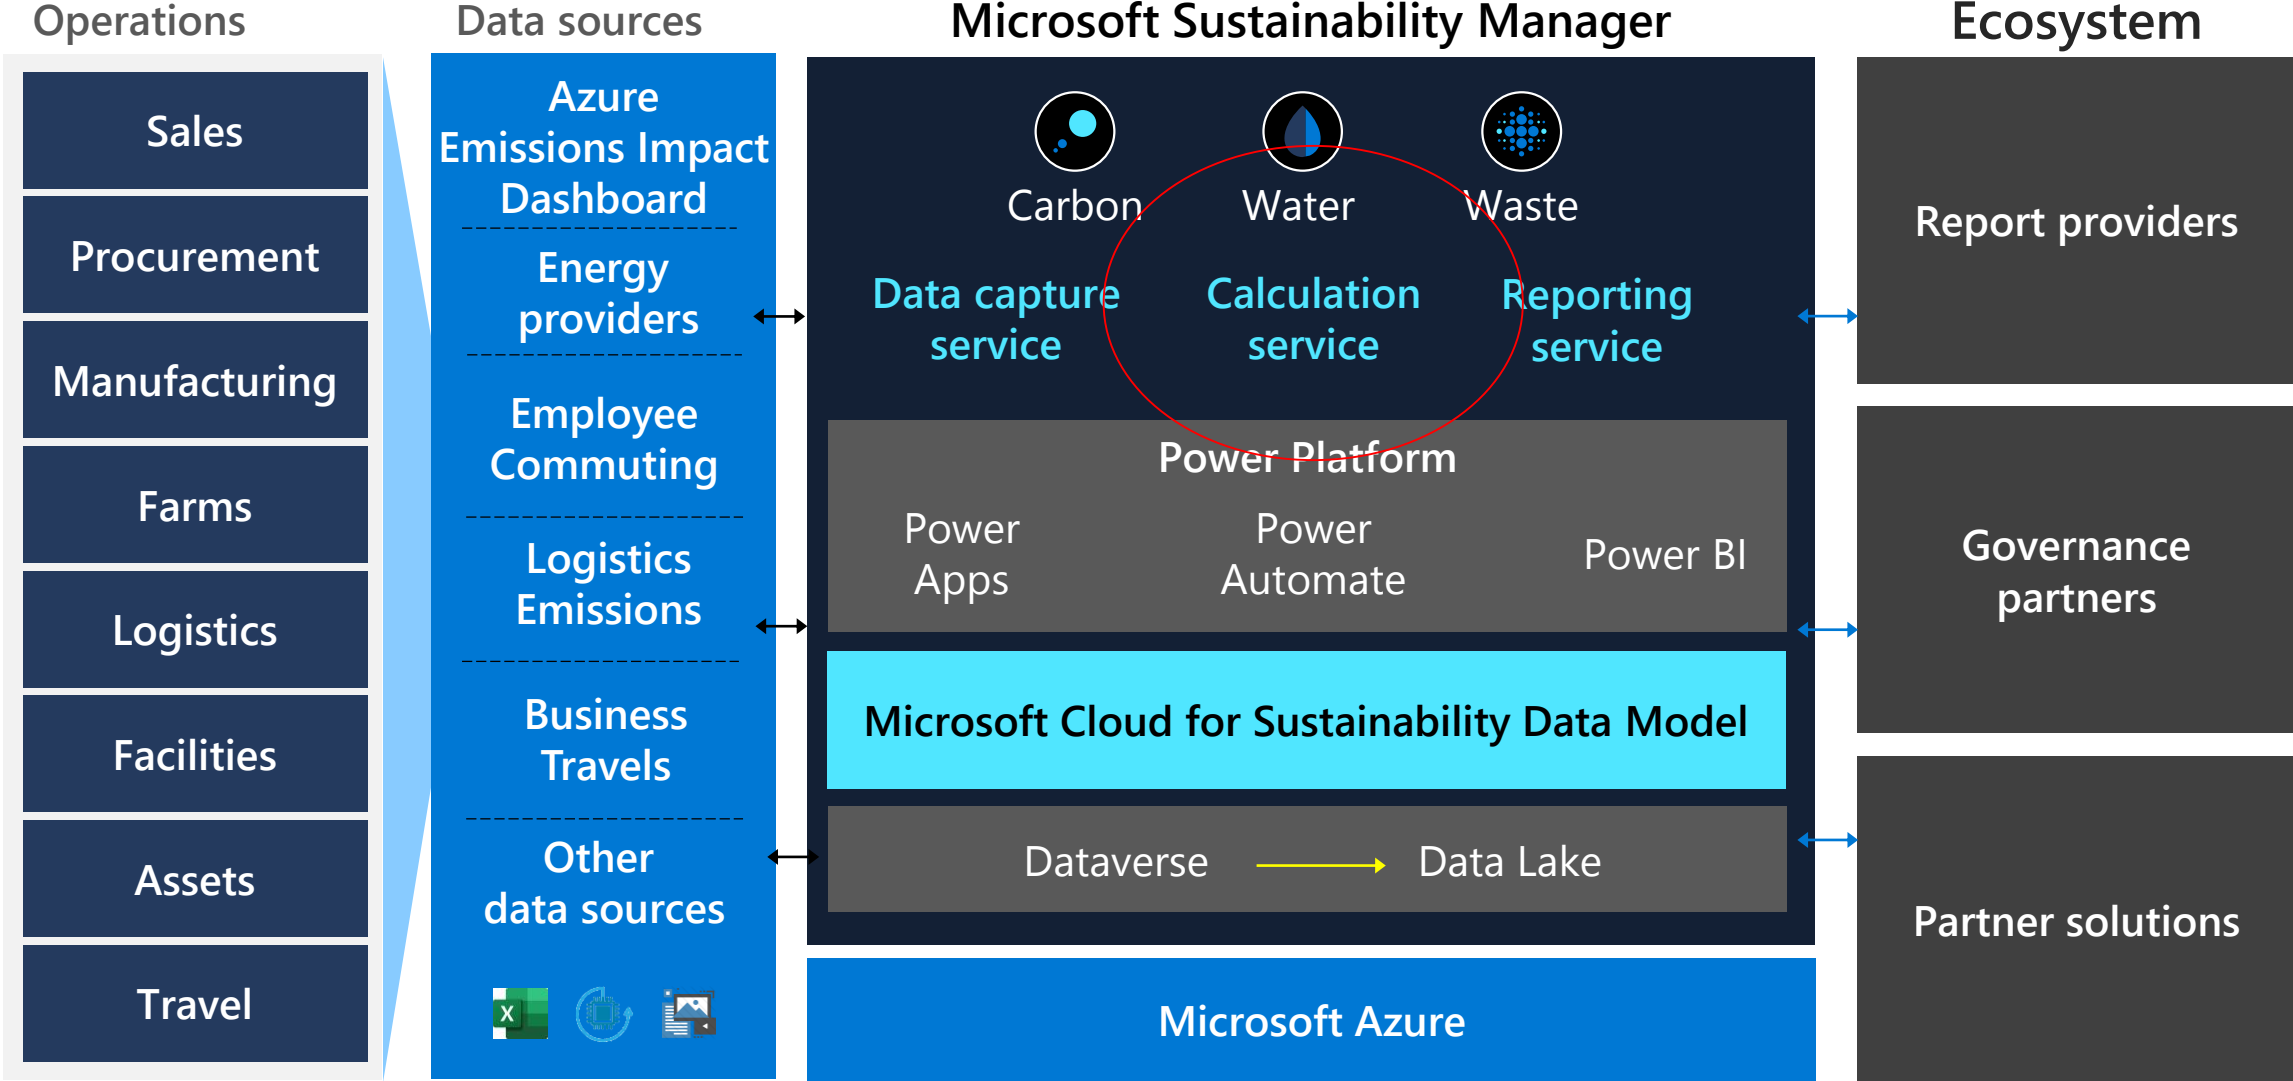 Operations
Sales
Procurement
Manufacturing
Farms
Logistics
Facilities
Assets
Travel
Data sources
Azure
Emissions Impact
Dashboard
Energy
providers
Employee
Commuting
Logistics
Emissions
Business
Travels
Other
data sources
X
Microsoft Sustainability Manager
Carbon
Water
Waste
Data capture
service
Calculation
service
Reporting
service
Power Platform
Power
Apps
Power
Automate
Power BI
Microsoft Cloud for Sustainability Data Model
Dataverse
Data Lake
Microsoft Azure
Ecosystem
Report providers
Governance
partners
Partner solutions